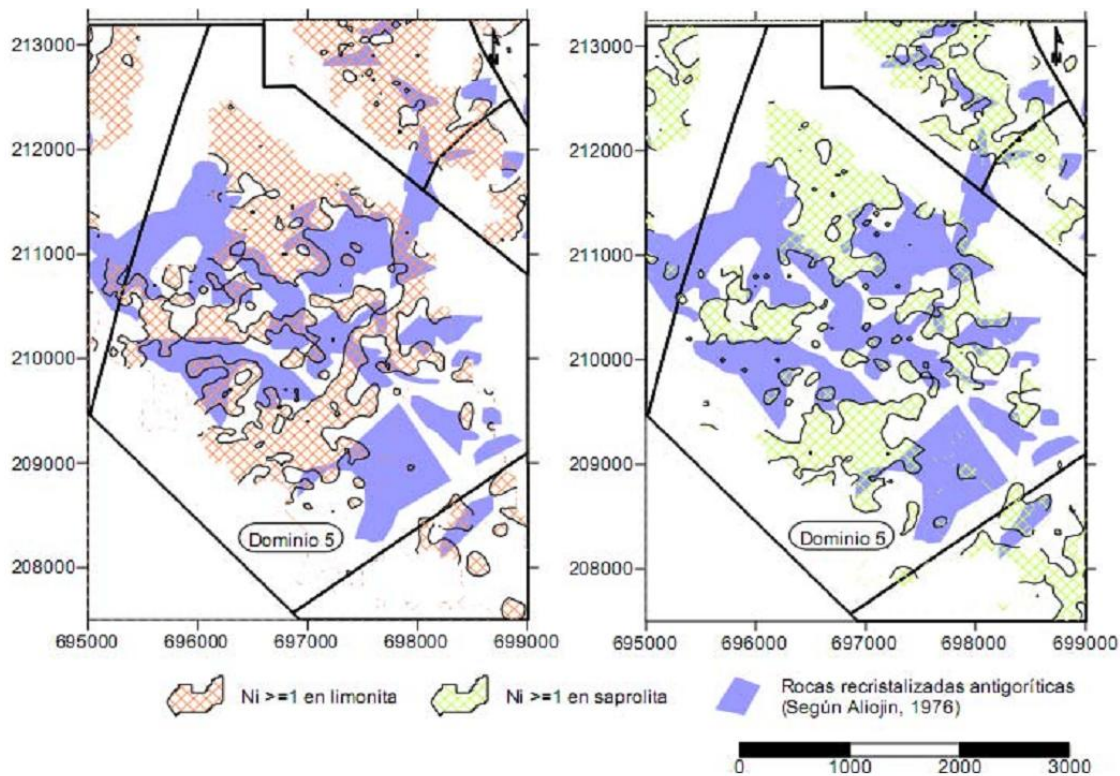 213000
212000
211000
210000
209000
208000
695000 696000 697000 698000 699000
N
Dominio 5
213000
212000
211000
210000
209000
208000
695000 696000 697000 698000 699000
N
Dominio 5
Ni >=1 en limonita
Ni >=1 en saprolita
Rocas recristalizadas antigoríticas
(Según Aliojin, 1976)
0 1000 2000 3000